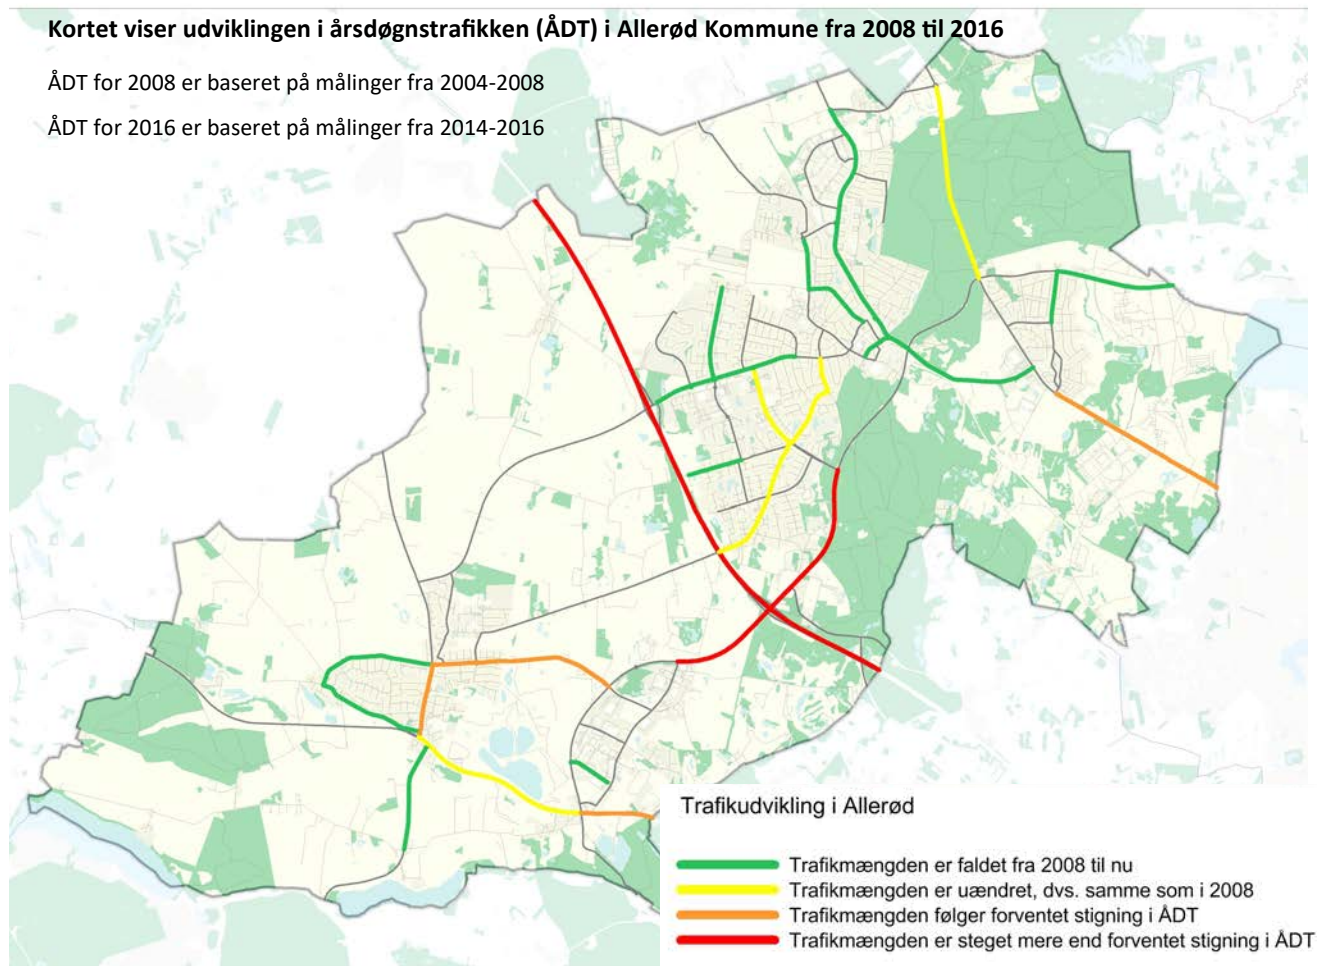 Kortet viser udviklingen i årsdøgnstrafikken (ÅDT) i Allerød Kommune fra 2008 til 2016
ÅDT for 2008 er baseret på målinger fra 2004-2008
ÅDT for 2016 er baseret på målinger fra 2014-2016
Trafikudvikling i Allerød
Trafikmængden er faldet fra 2008 til nu
Trafikmængden er uændret, dvs. samme som i 2008
Trafikmængden følger forventet stigning i ÅDT
Trafikmængden er steget mere end forventet stigning i ÅDT